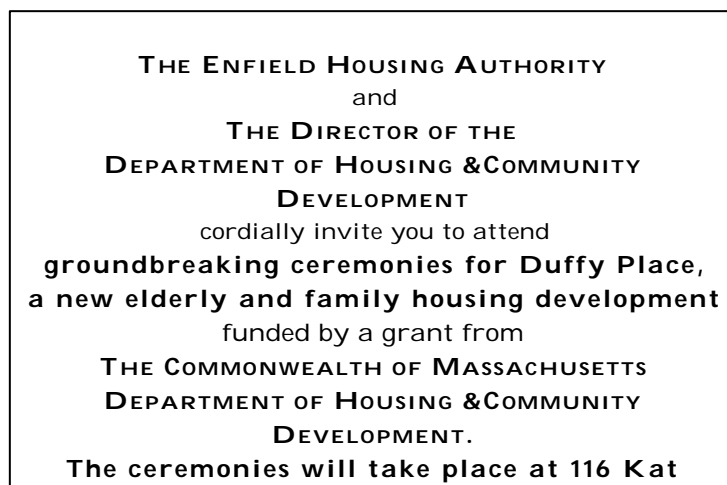 THE ENFIELD HOUSING AUTHORITY
and
THE DIRECTOR OF THE
DEPARTMENT OF HOUSING &COMMUNITY
DEVELOPMENT
cordially invite you to attend
groundbreaking ceremonies for Duffy Place,
a new elderly and family housing development
funded by a grant from
THE COMMONWEALTH OF MASSACHUSETTS
DEPARTMENT OF HOUSING &COMMUNITY
DEVELOPMENT.
The ceremonies will take place at 116 Kat